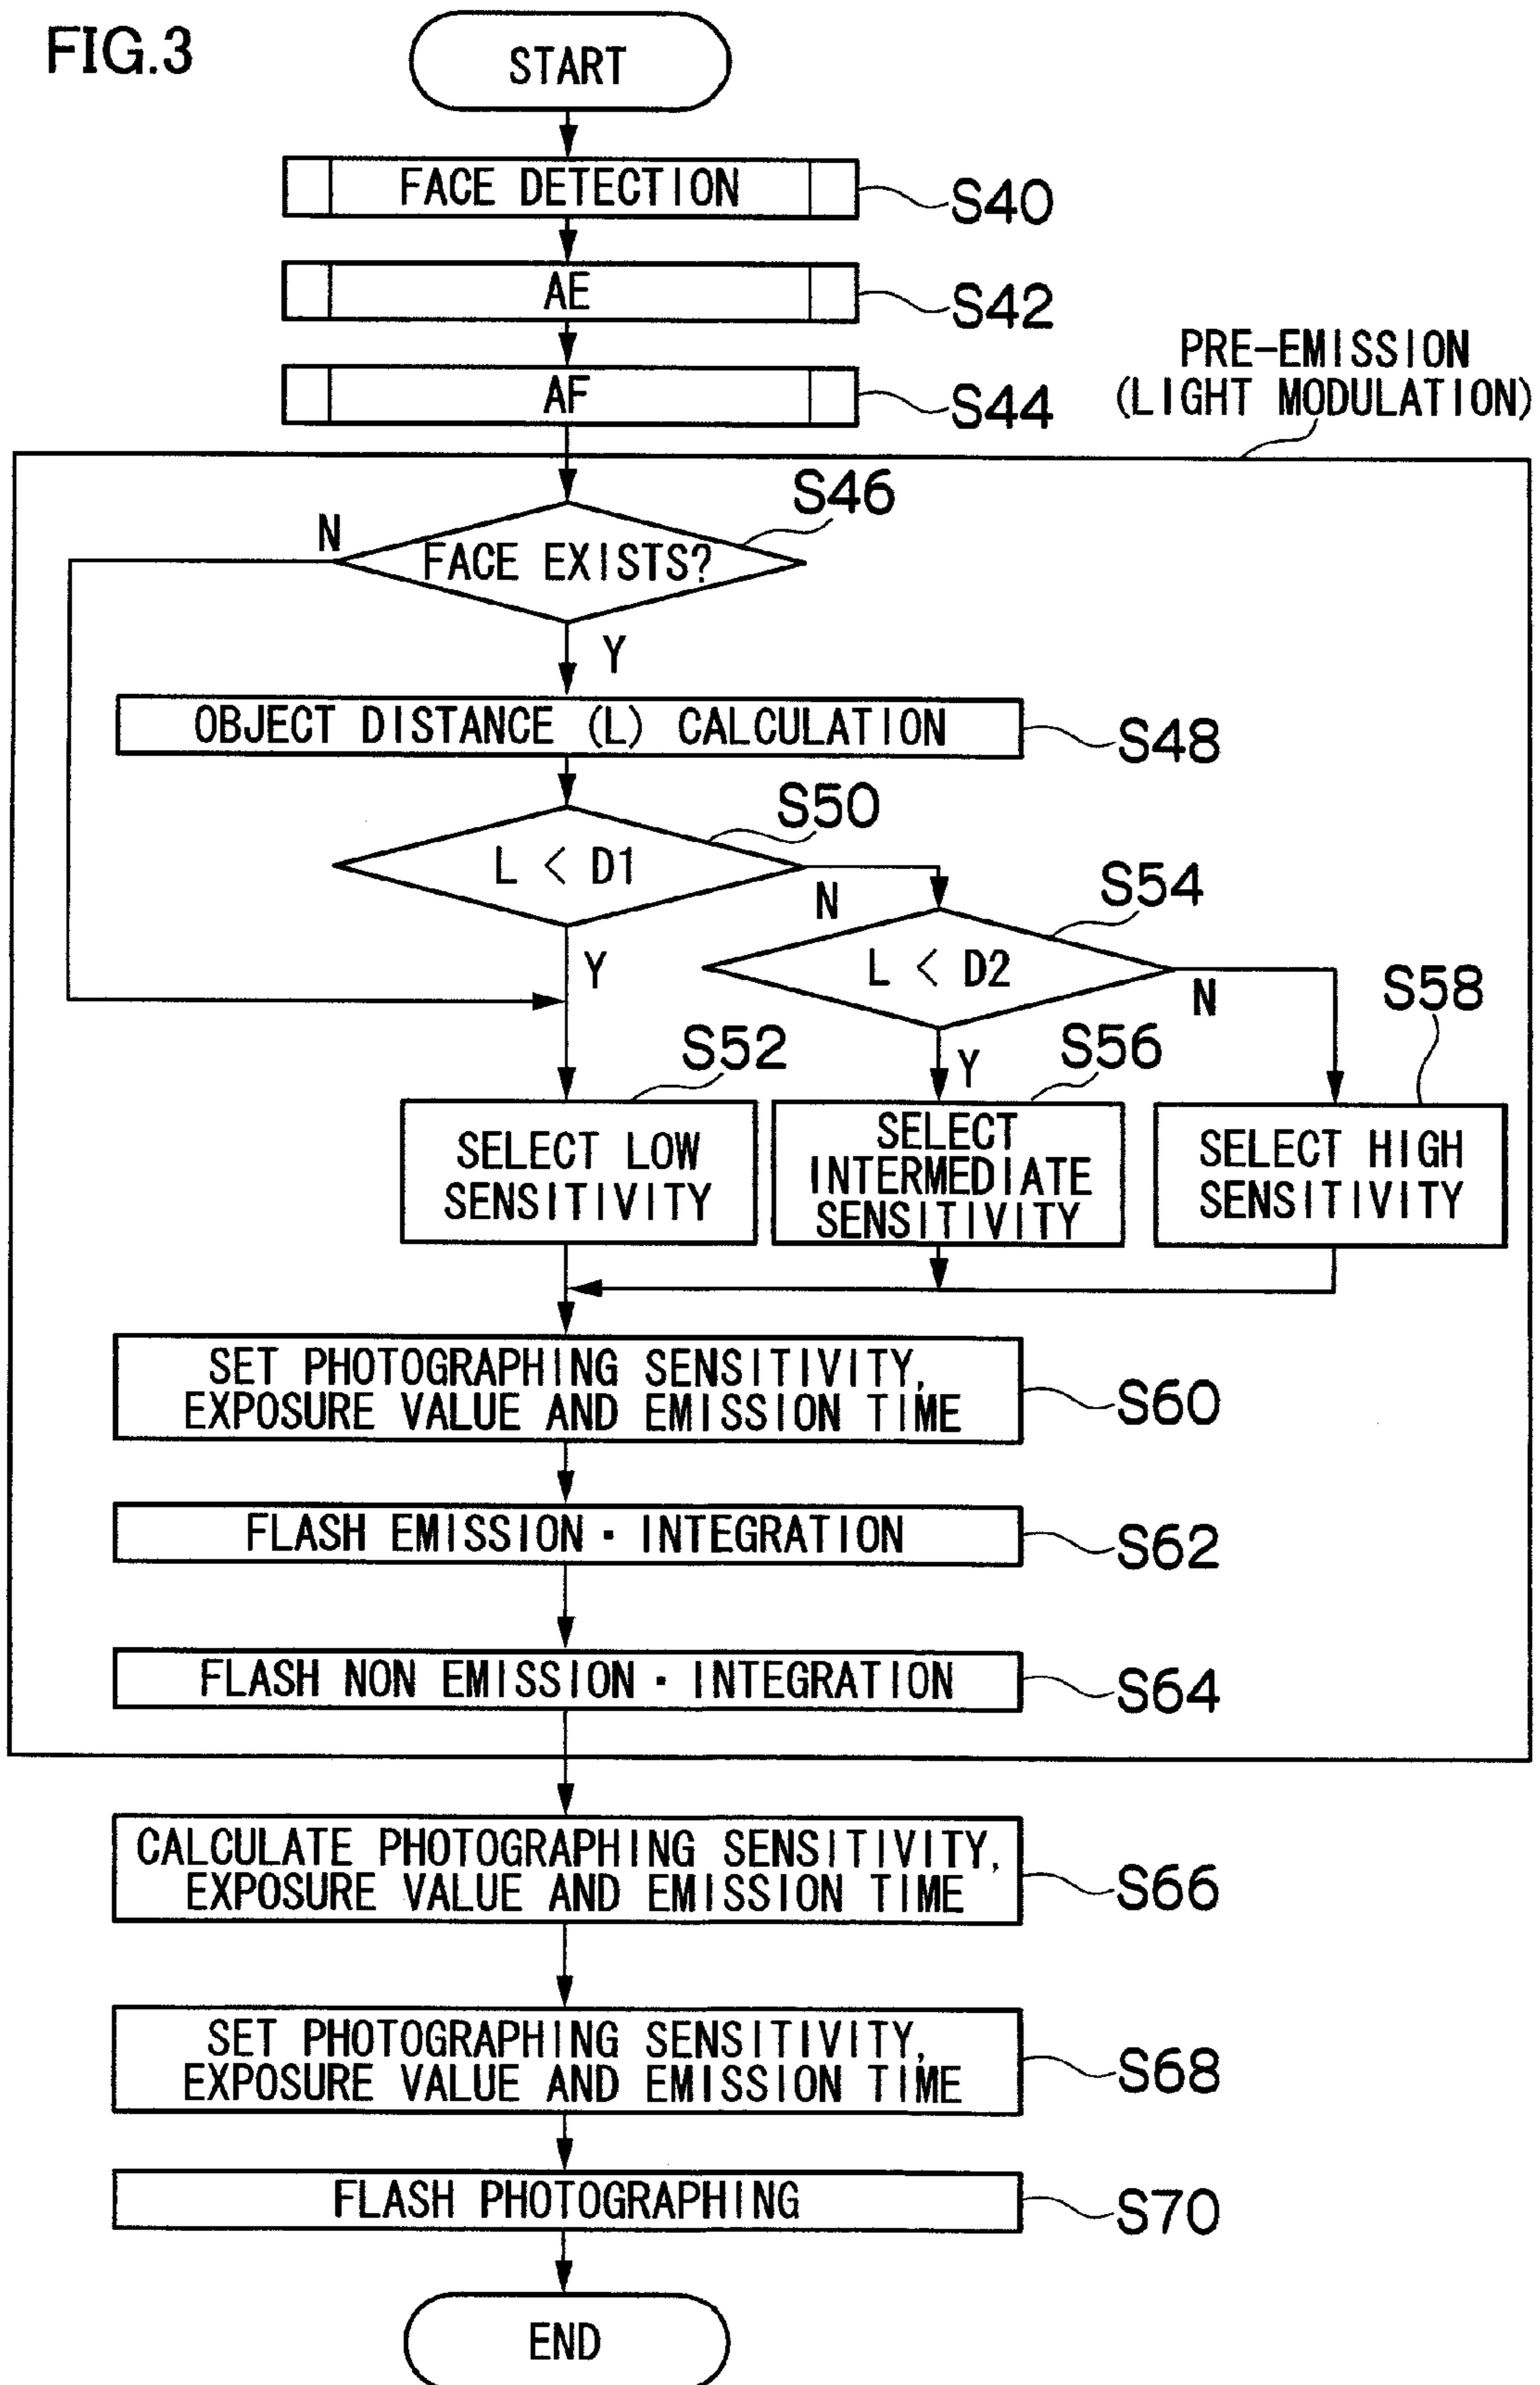 FIG.3
START
FACE DETECTION
S40
AE
S42
AF
S44
PRE-EMISSION
(LIGHT MODULATION)
S46
N
FACE EXISTS?
Y
OBJECT DISTANCE (L) CALCULATION
S48
S50
L < D1
N
Y
S54
L < D2
N
Y
S52
S56
S58
SELECT LOW
SENSITIVITY
SELECT
INTERMEDIATE
SENSITIVITY
SELECT HIGH
SENSITIVITY
SET PHOTOGRAPHING SENSITIVITY,
EXPOSURE VALUE AND EMISSION TIME
S60
FLASH EMISSION・INTEGRATION
S62
FLASH NON EMISSION・INTEGRATION
S64
CALCULATE PHOTOGRAPHING SENSITIVITY,
EXPOSURE VALUE AND EMISSION TIME
S66
SET PHOTOGRAPHING SENSITIVITY,
EXPOSURE VALUE AND EMISSION TIME
S68
FLASH PHOTOGRAPHING
S70
END